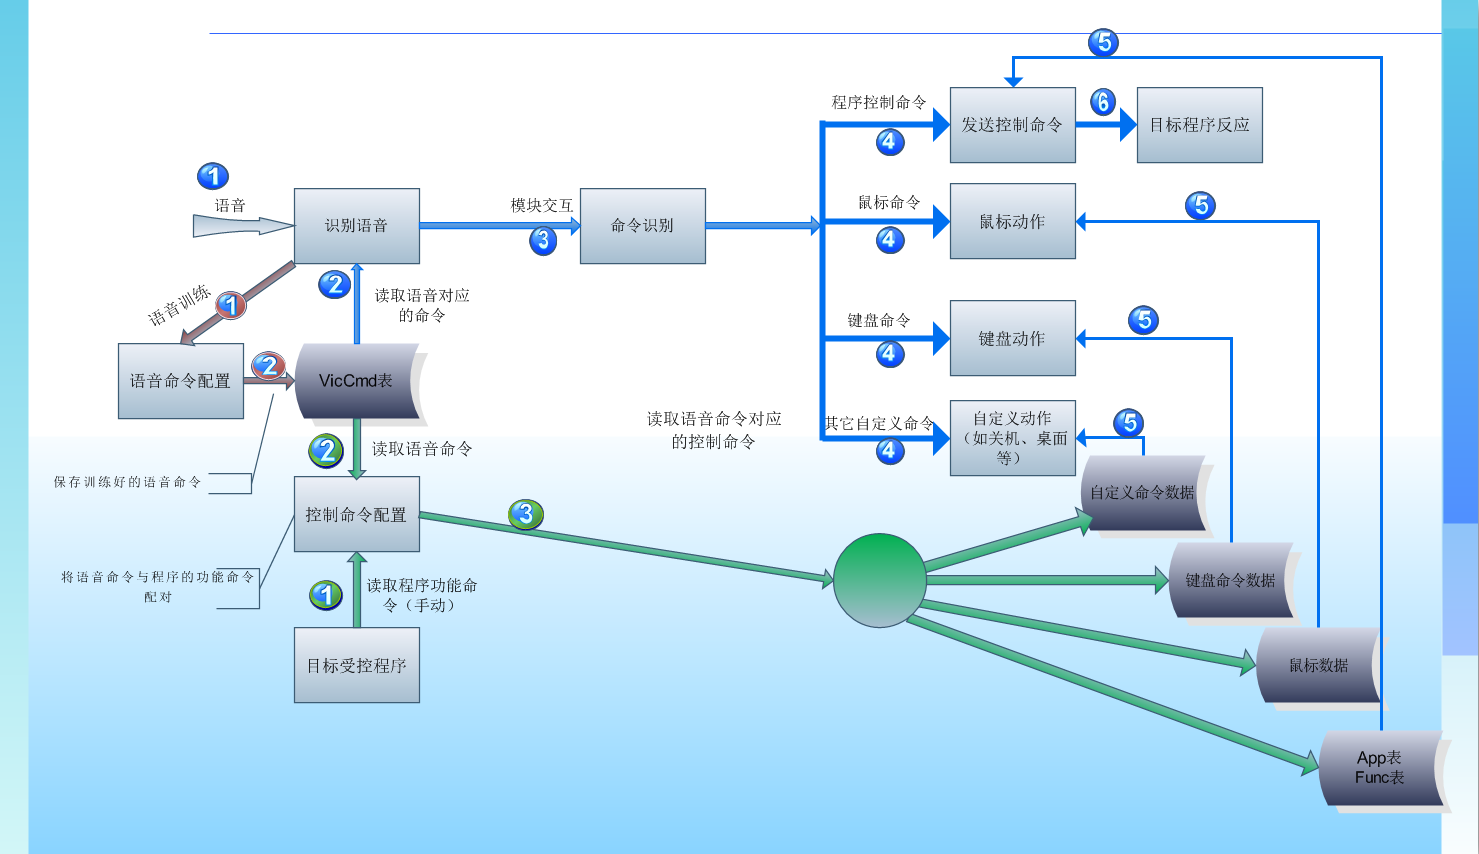 5
程序控制命令
4
发送控制命令
6
目标程序反应
1
语音
识别语音
模块交互
3
命令识别
鼠标命令
4
鼠标动作
5
语音训练
1
2
读取语音对应
的命令
键盘命令
4
键盘动作
5
语音命令配置
2
VicCmd表
读取语音命令对应
的控制命令
其它自定义命令
4
自定义动作
（如关机、桌面
等）
5
2
读取语音命令
保存训练好的语音命令
控制命令配置
3
自定义命令数据
将语音命令与程序的功能命令
配对
1
读取程序功能命
令（手动）
键盘命令数据
目标受控程序
鼠标数据
App表
Func表